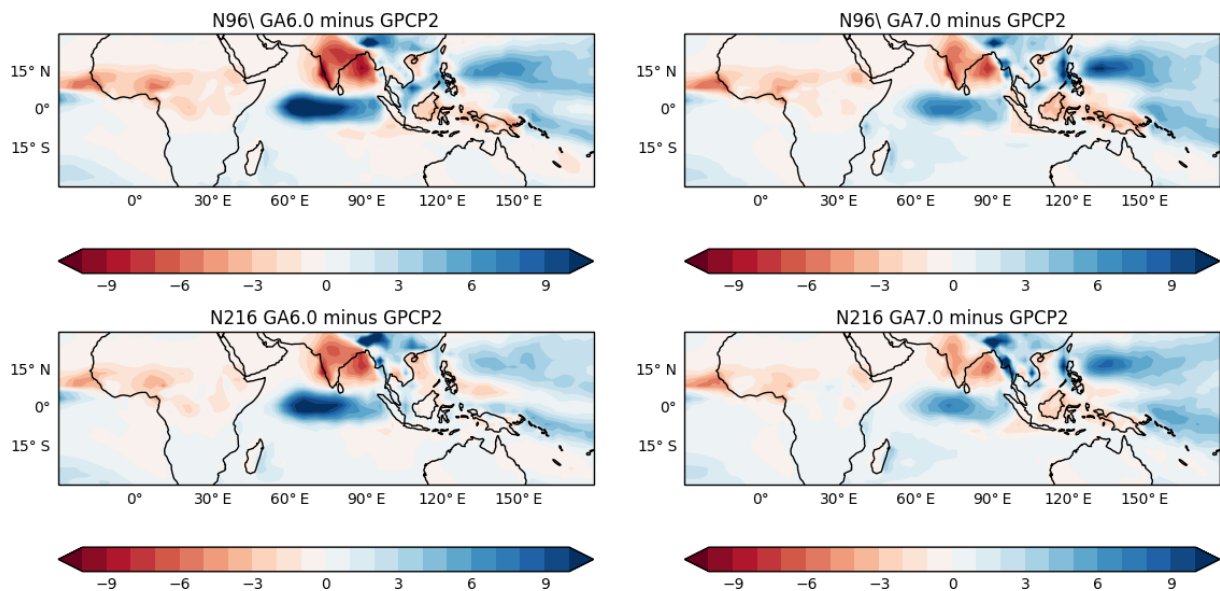 N96\ GA6.0 minus GPCP2
N96\ GA7.0 minus GPCP2
15° N
0°
15° S
15° N
0°
15° S
0° 30° E 60° E 90° E 120° E 150° E
0° 30° E 60° E 90° E 120° E 150° E
−9 −6 −3 0 3 6 9
−9 −6 −3 0 3 6 9
N216 GA6.0 minus GPCP2
N216 GA7.0 minus GPCP2
15° N
0°
15° S
15° N
0°
15° S
0° 30° E 60° E 90° E 120° E 150° E
0° 30° E 60° E 90° E 120° E 150° E
−9 −6 −3 0 3 6 9
−9 −6 −3 0 3 6 9